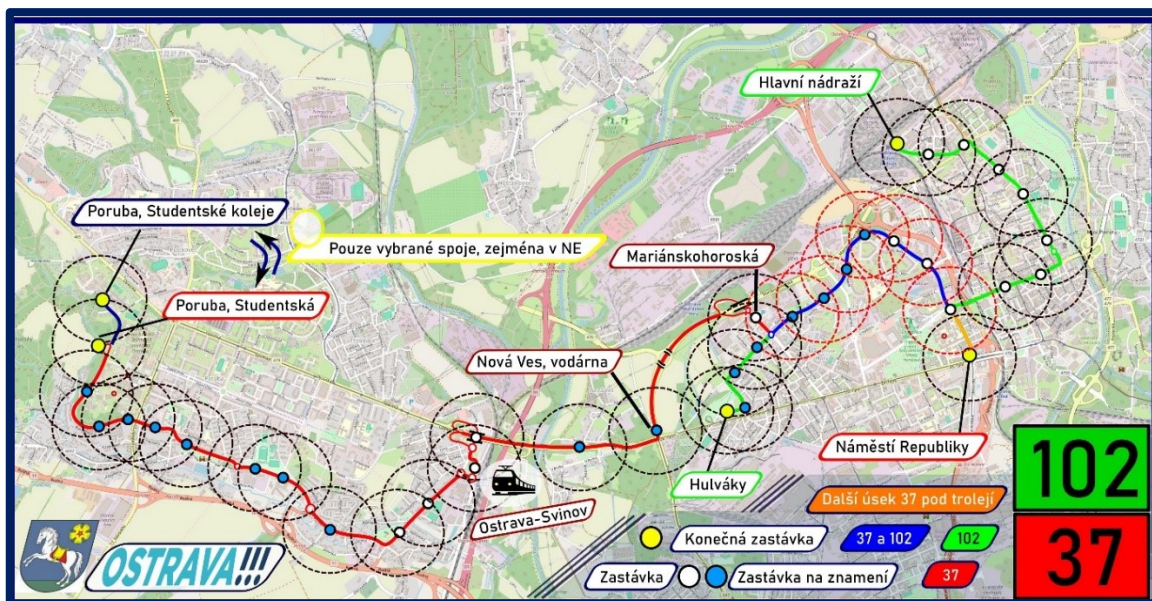 Hlavní nádraží
Poruba, Studentské koleje
Pouze vybrané spoje, zejména v NE
Mariánskohoroská
Poruba, Studentská
Nová Ves, vodárna
Náměstí Republiky
Hulváky
102
Další úsek 37 pod trolejí
Ostrava-Svinov
Konečná zastávka
37 a 102
102
OSTRAVA!!!
Zastávka
Zastávka na znamení
37
37